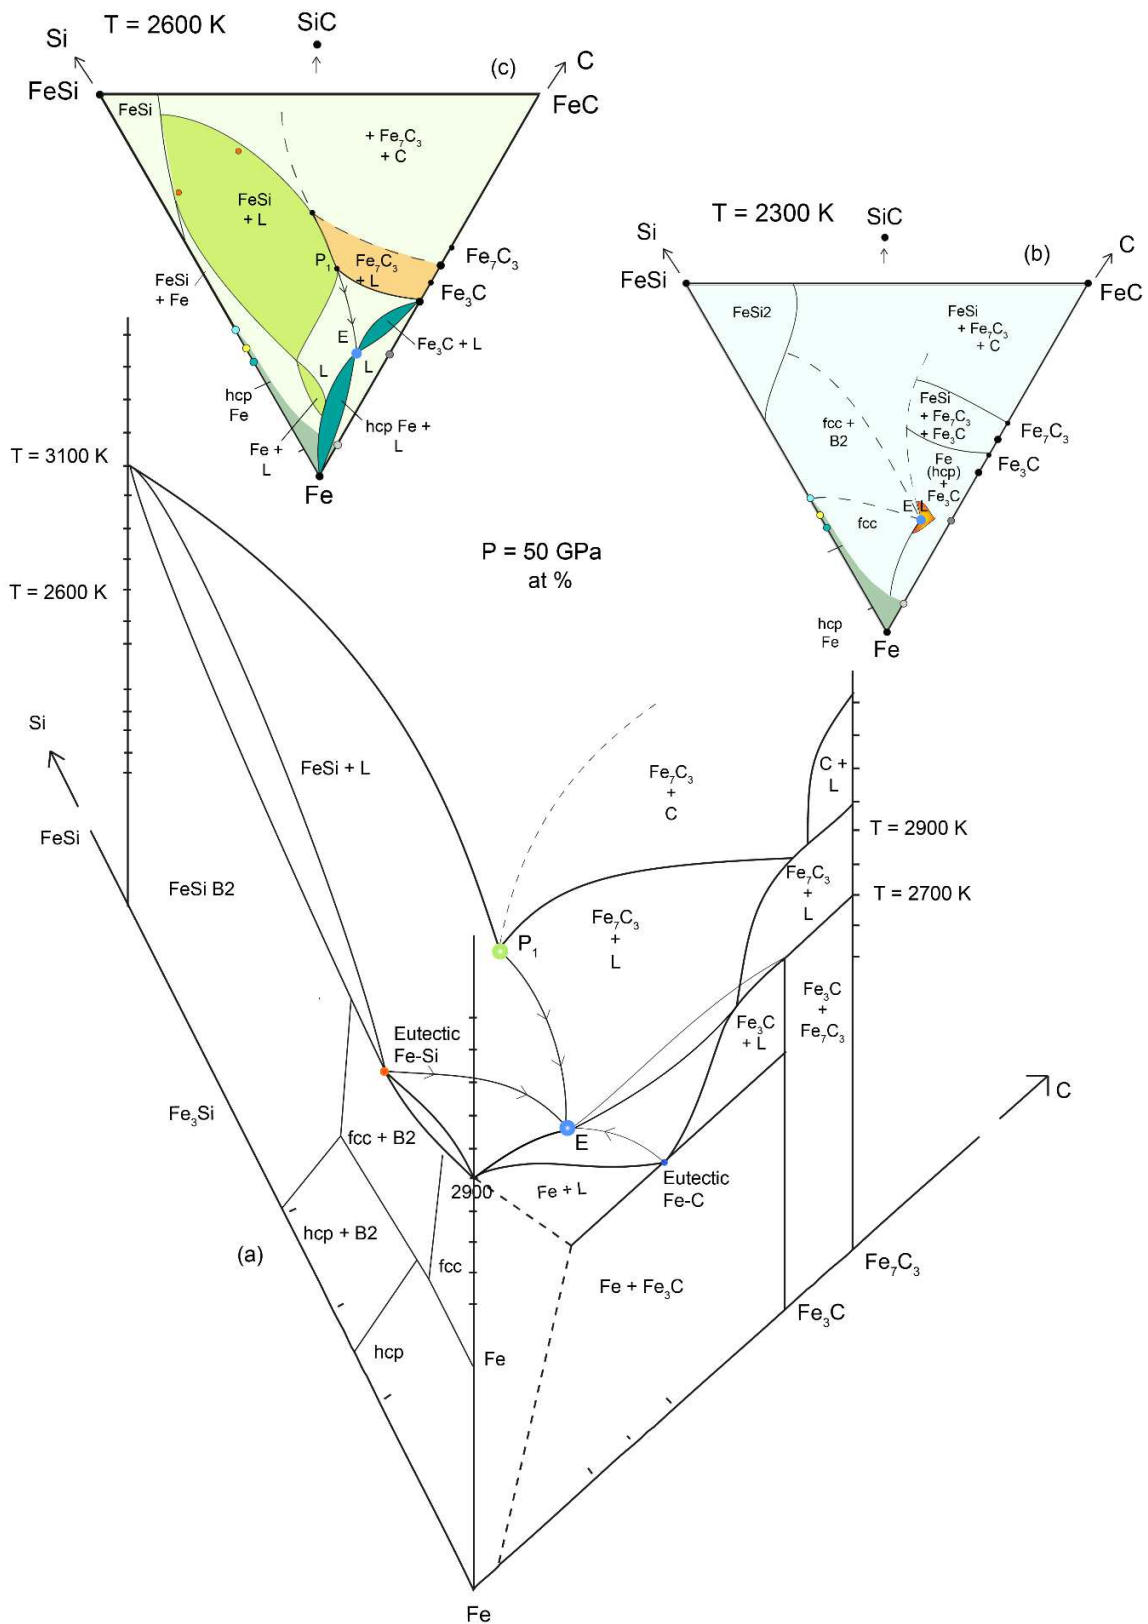 T = 2600 K
SiC
Si
(c)
C
FeSi
FeC
FeSi
+ Fe₇C₃
+ C
FeSi
+ L
P₁
Fe₇C₃
+ L
Fe₇C₃
Fe₃C
FeSi
+ Fe
E
L
L
Fe₃C + L
hcp
Fe
Fe +
L
hcp Fe +
L
Fe
T = 2300 K
SiC
Si
(b)
C
FeSi
FeC
FeSi2
FeSi
+ Fe₇C₃
+ C
FeSi
+ Fe₇C₃
+ Fe₃C
fcc +
B2
Fe₇C₃
Fe₃C
Fe
(hcp)
+
Fe₃C
E
L
fcc
hcp
Fe
Fe
P = 50 GPa
at %
T = 3100 K
T = 2600 K
Si
FeSi
FeSi + L
Fe₇C₃
+
C
C +
L
T = 2900 K
FeSi B2
Fe₇C₃
+
L
T = 2700 K
P₁
Fe₇C₃
+
L
Fe₃C
+
Fe₇C₃
Eutectic
Fe-Si
Fe₃C
+ L
C
Fe₃Si
fcc + B2
E
2900
Fe + L
Eutectic
Fe-C
hcp + B2
(a)
fcc
Fe + Fe₃C
Fe₇C₃
Fe₃C
hcp
Fe
Fe